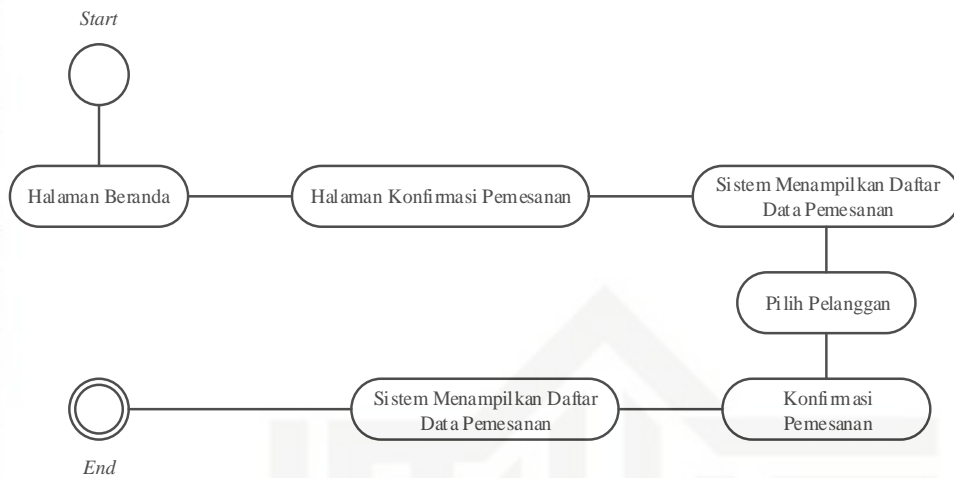 Start
Halaman Beranda
Halaman Konfirmasi Pemesanan
Sistem Menampilkan Daftar
Data Pemesanan
Pilih Pelanggan
Konfirmasi
Pemesanan
Sistem Menampilkan Daftar
Data Pemesanan
End